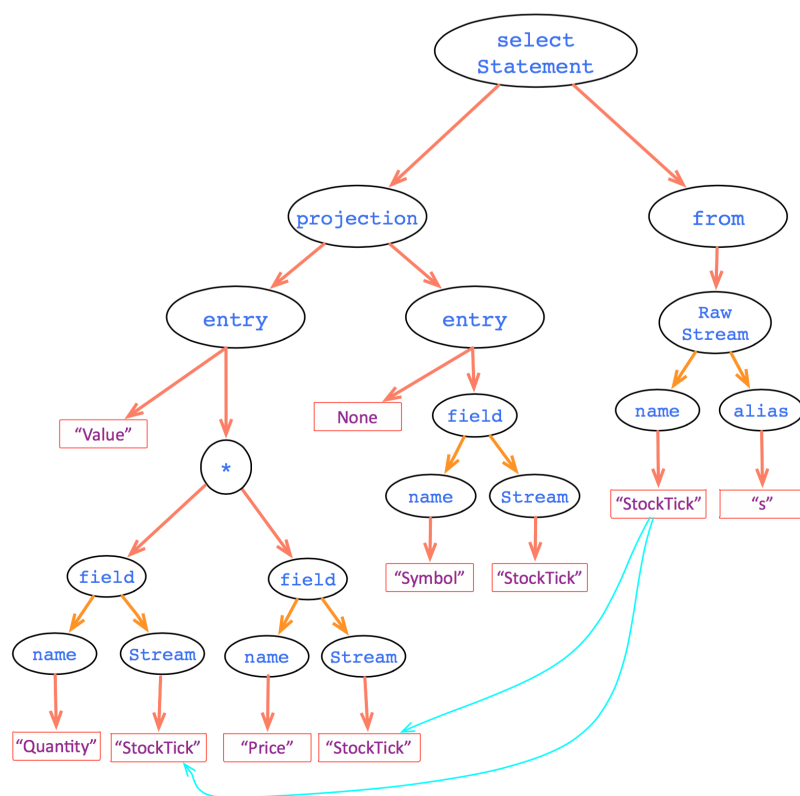 select
Statement
projection
from
entry
entry
Raw
Stream
“Value”
None
field
name
alias
*
name
Stream
“StockTick”
“s”
field
field
“Symbol”
“StockTick”
name
Stream
name
Stream
“Quantity”
“StockTick”
“Price”
“StockTick”